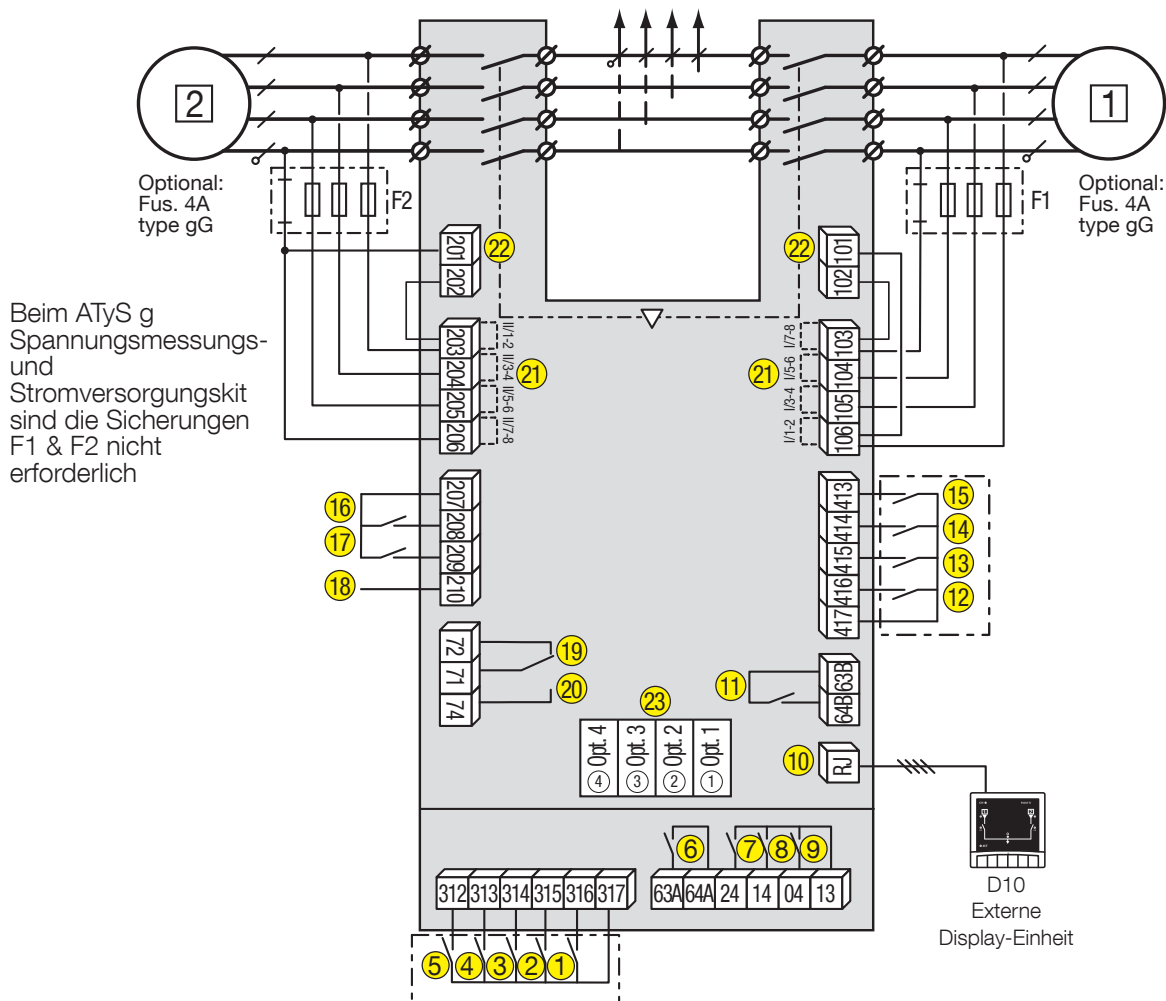 2
1
Optional:
Fus. 4A
type gG
F2
F1
Optional:
Fus. 4A
type gG
201
202
22
22
101
102
Beim ATyS g
Spannungsmessungs-
und
Stromversorgungskit
sind die Sicherungen
F1 & F2 nicht
erforderlich
203
204
205
206
II/1-2
II/3-4
II/5-6
II/7-8
21
21
I/7-8
I/5-6
I/3-4
I/1-2
103
104
105
106
16
17
18
207
208
209
210
413
414
415
416
417
15
14
13
12
72
71
74
19
20
11
63B
64B
23
Opt. 4
Opt. 3
Opt. 2
Opt. 1
4
3
2
1
10
RJ
6
7
8
9
312 313 314 315 316 317
63A 64A 24 14 04 13
D10
Externe
Display-Einheit
5 4 3 2 1